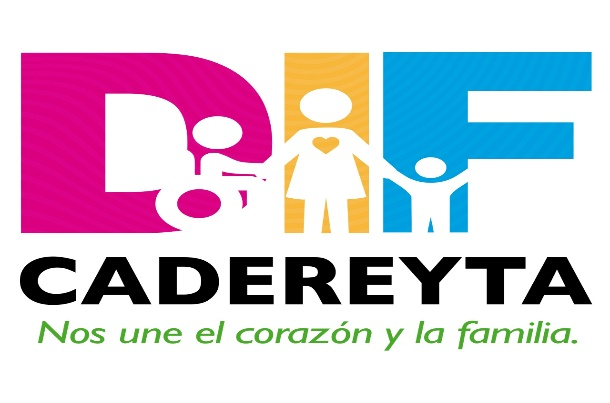 DIF
CADEREYTA
Nos une el corazón y la familia.